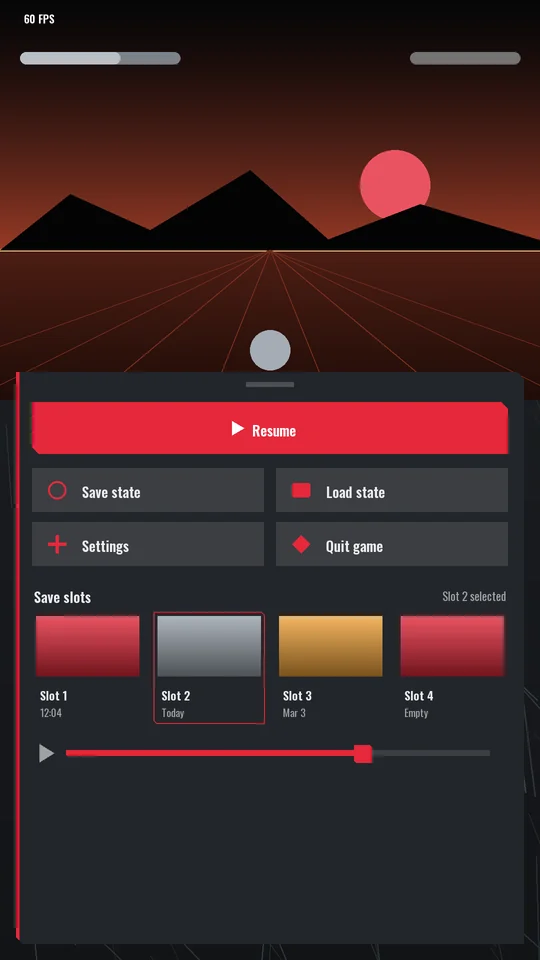 60 FPS
Resume
Save state
Load state
Settings
Quit game
Save slots
Slot 2 selected
Slot 1
12:04
Slot 2
Today
Slot 3
Mar 3
Slot 4
Empty